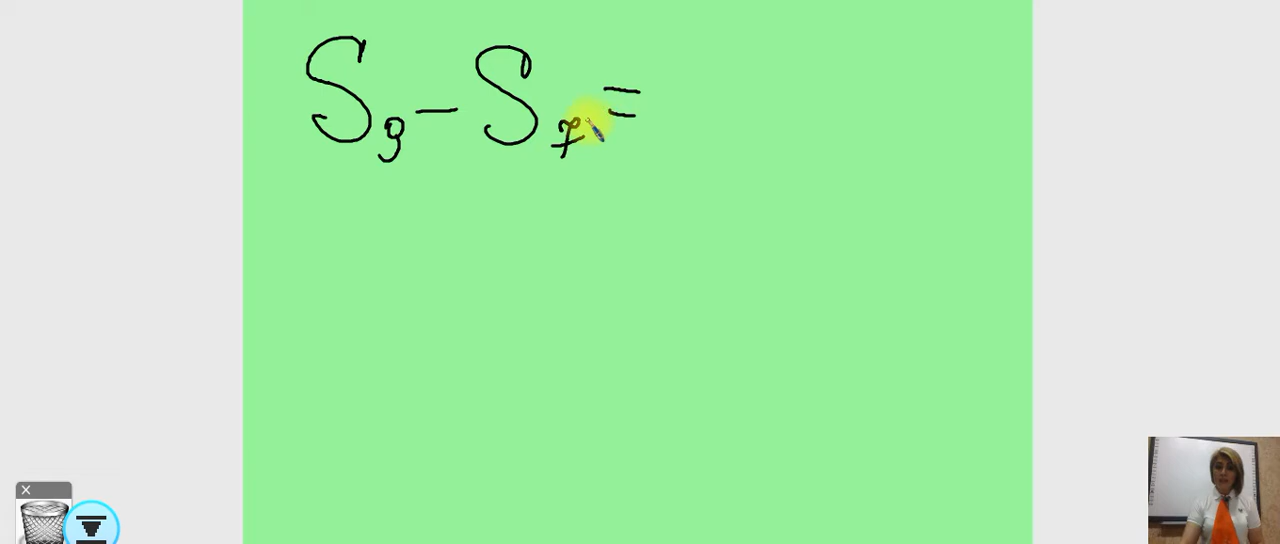 S₉ - S₇ =